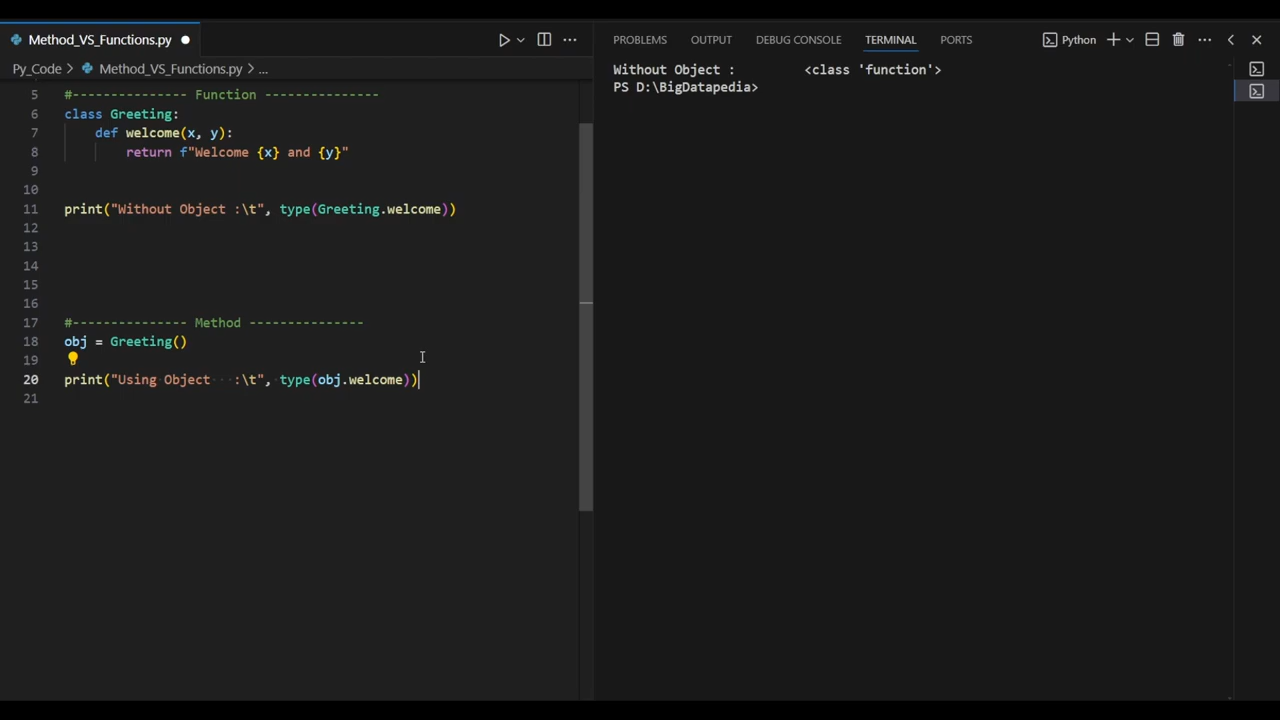 Method_VS_Functions.py
PROBLEMS OUTPUT DEBUG CONSOLE TERMINAL PORTS Python
Py_Code > Method_VS_Functions.py > ...
5 #--------------- Function ---------------
6 class Greeting:
7 def welcome(x, y):
8 return f"Welcome {x} and {y}"
9
10
11 print("Without Object :\t", type(Greeting.welcome))
12
13
14
15
16
17 #--------------- Method ---------------
18 obj = Greeting()
19
20 print("Using Object   :\t", type(obj.welcome))
21
Without Object : <class 'function'>
PS D:\BigDatapedia>